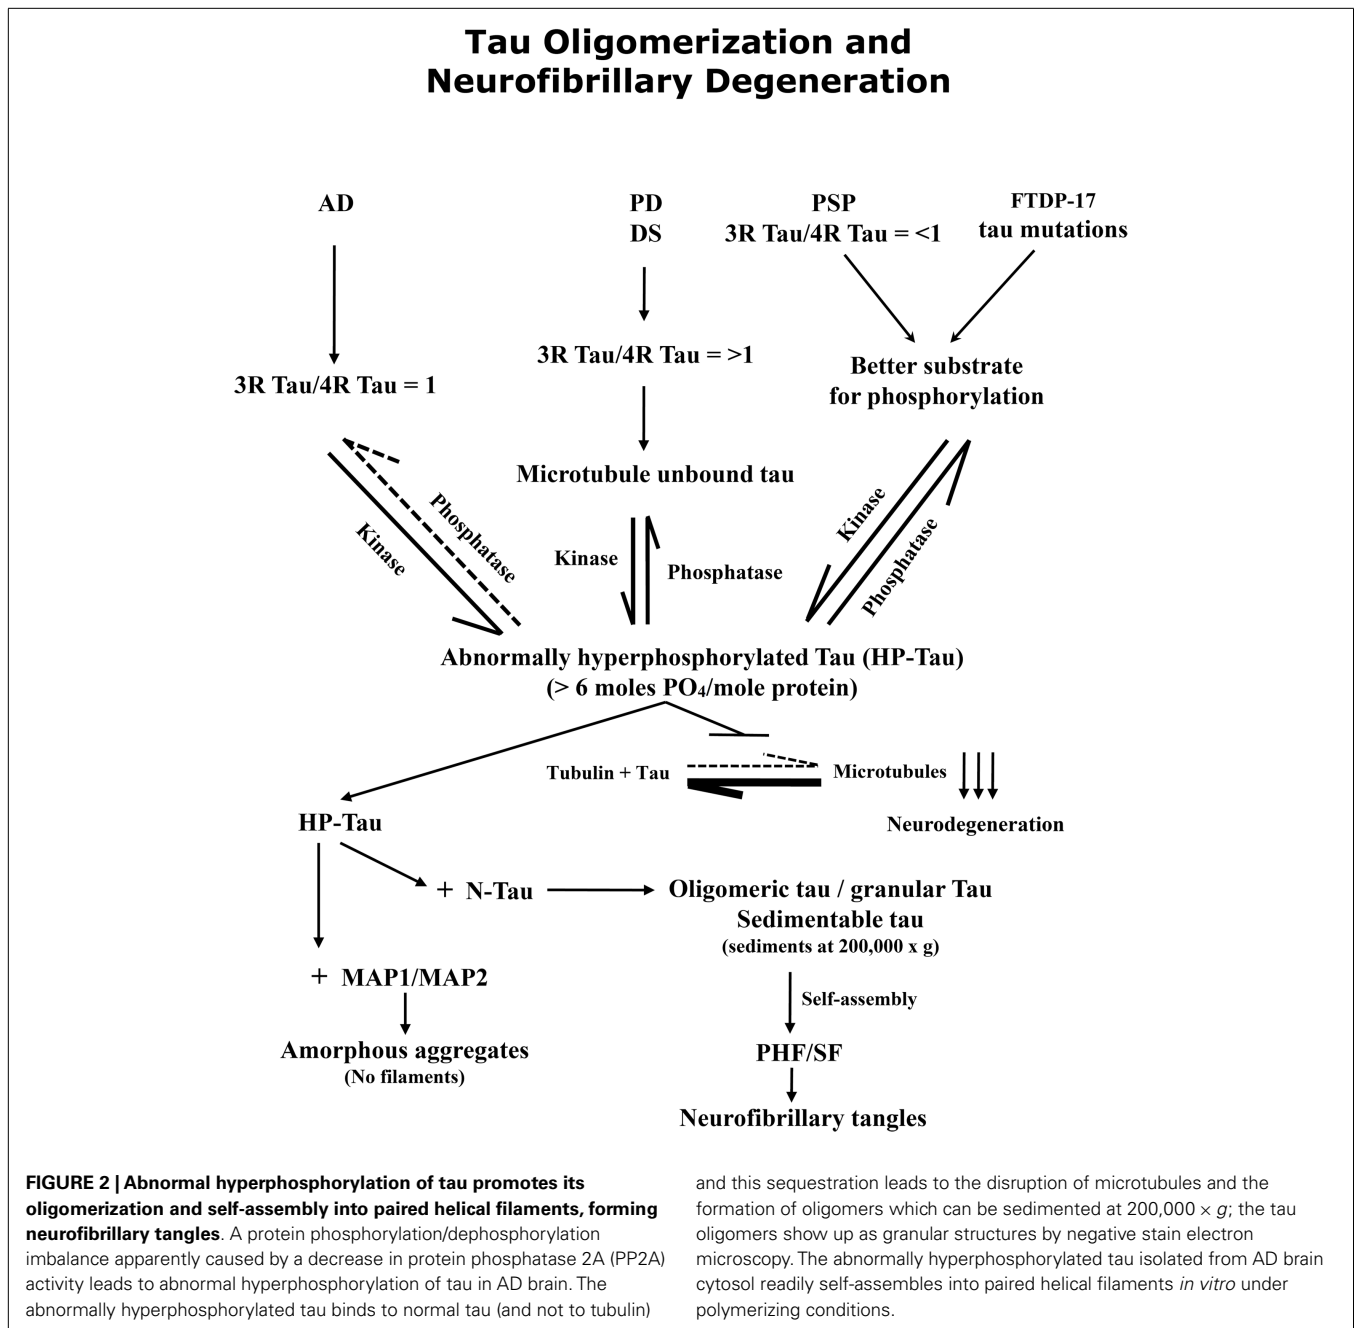 Tau Oligomerization and
Neurofibrillary Degeneration
AD
PD
DS
PSP
3R Tau/4R Tau = <1
FTDP-17
tau mutations
3R Tau/4R Tau = 1
3R Tau/4R Tau = >1
Better substrate
for phosphorylation
Microtubule unbound tau
Kinase
Phosphatase
Kinase
Phosphatase
Kinase
Phosphatase
Abnormally hyperphosphorylated Tau (HP-Tau)
(> 6 moles PO₄/mole protein)
Tubulin + Tau
Microtubules
Neurodegeneration
HP-Tau
+ N-Tau
Oligomeric tau / granular Tau
Sedimentable tau
(sediments at 200,000 x g)
+ MAP1/MAP2
Self-assembly
Amorphous aggregates
(No filaments)
PHF/SF
Neurofibrillary tangles
FIGURE 2 | Abnormal hyperphosphorylation of tau promotes its
oligomerization and self-assembly into paired helical filaments, forming
neurofibrillary tangles. A protein phosphorylation/dephosphorylation
imbalance apparently caused by a decrease in protein phosphatase 2A (PP2A)
activity leads to abnormal hyperphosphorylation of tau in AD brain. The
abnormally hyperphosphorylated tau binds to normal tau (and not to tubulin)
and this sequestration leads to the disruption of microtubules and the
formation of oligomers which can be sedimented at 200,000 × g; the tau
oligomers show up as granular structures by negative stain electron
microscopy. The abnormally hyperphosphorylated tau isolated from AD brain
cytosol readily self-assembles into paired helical filaments in vitro under
polymerizing conditions.